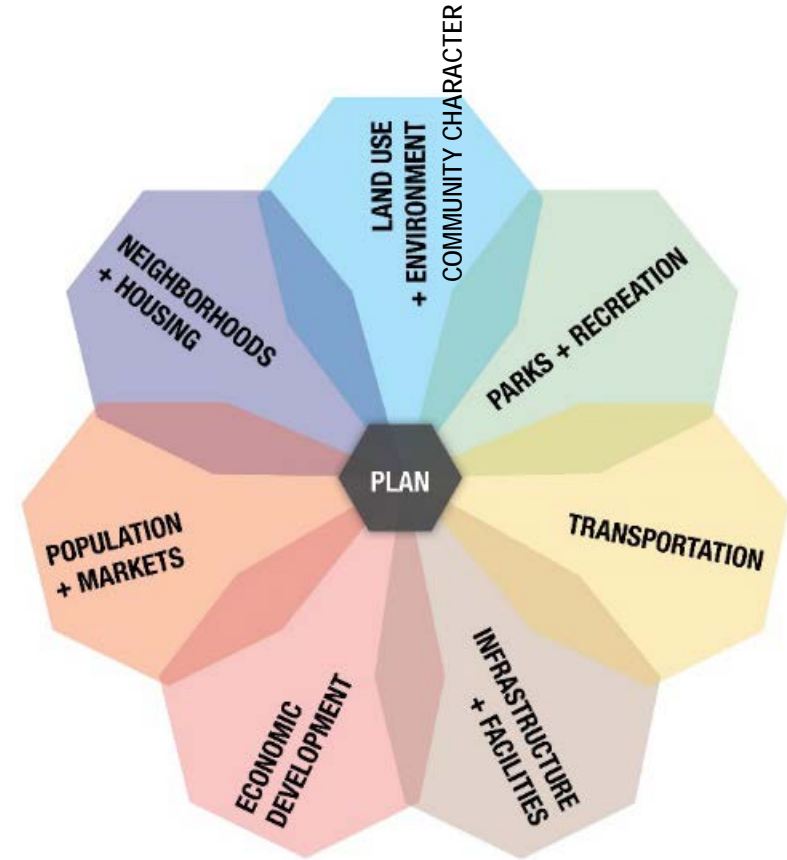 LAND USE
+ ENVIRONMENT
COMMUNITY CHARACTER
PARKS + RECREATION
TRANSPORTATION
INFRASTRUCTURE
+ FACILITIES
ECONOMIC
DEVELOPMENT
POPULATION
+ MARKETS
NEIGHBORHOODS
+ HOUSING
PLAN